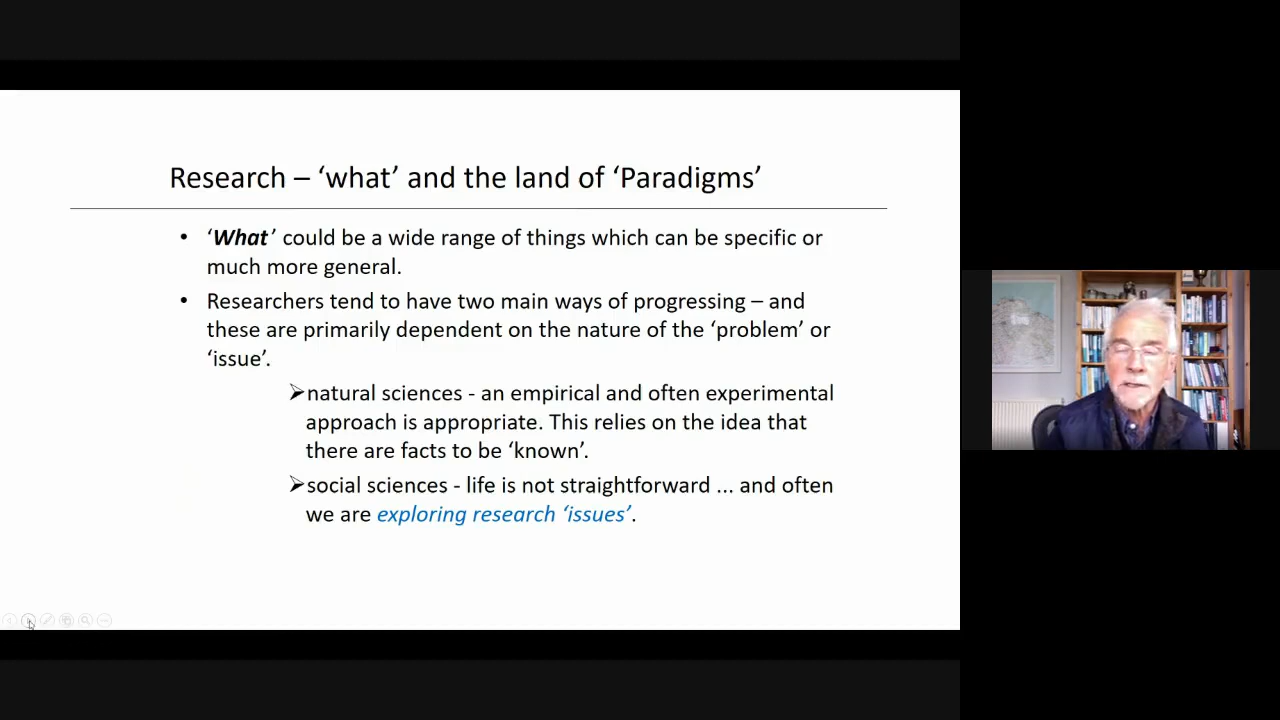 Research – ‘what’ and the land of ‘Paradigms’
• ‘What’ could be a wide range of things which can be specific or
much more general.
• Researchers tend to have two main ways of progressing – and
these are primarily dependent on the nature of the ‘problem’ or
‘issue’.
➢natural sciences - an empirical and often experimental
approach is appropriate. This relies on the idea that
there are facts to be ‘known’.
➢social sciences - life is not straightforward ... and often
we are exploring research ‘issues’.